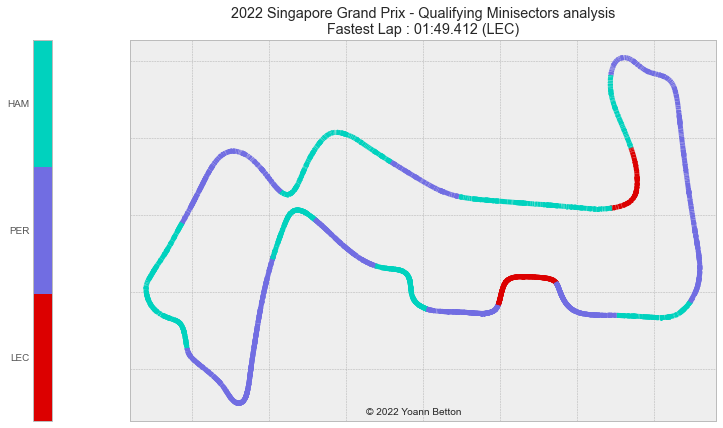 2022 Singapore Grand Prix - Qualifying Minisectors analysis
Fastest Lap : 01:49.412 (LEC)
HAM
PER
LEC
© 2022 Yoann Betton